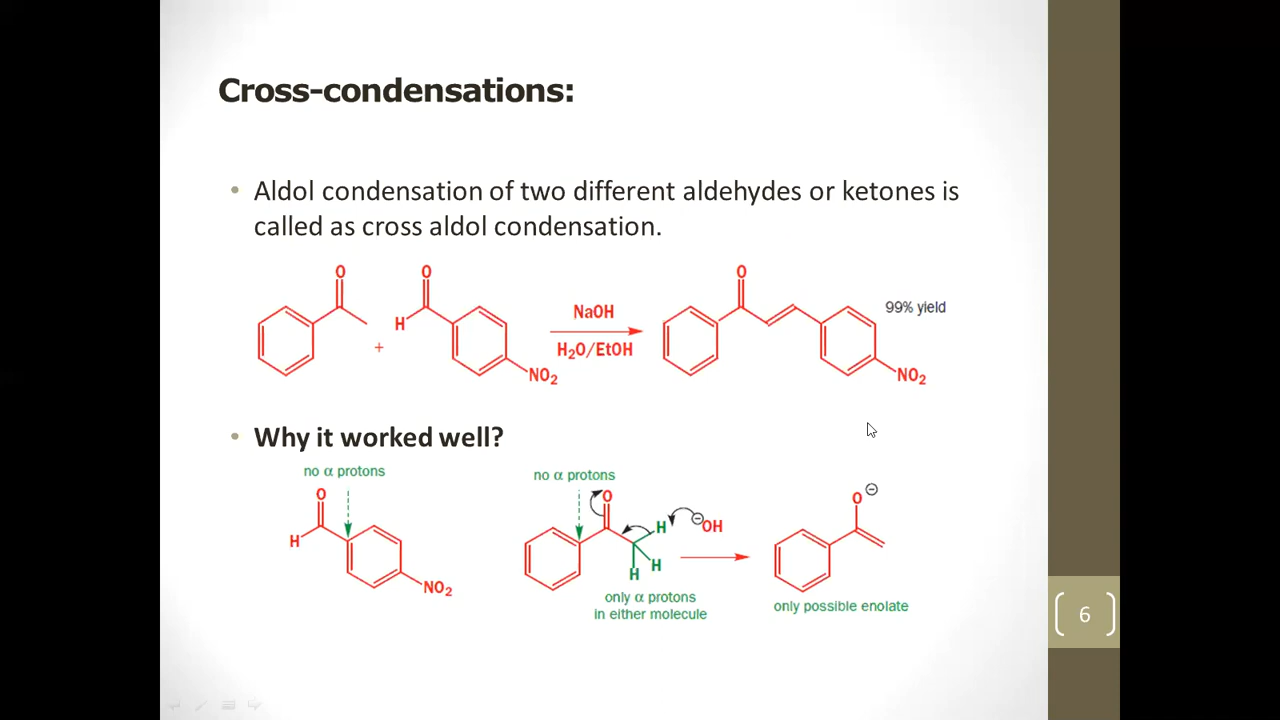 Cross-condensations:
• Aldol condensation of two different aldehydes or ketones is
called as cross aldol condensation.
O
H
O
+
NO₂
NaOH
H₂O/EtOH
O
NO₂
99% yield
• Why it worked well?
no α protons
O
H
NO₂
no α protons
O
H
H
H
⊖OH
only α protons
in either molecule
O⊖
only possible enolate
6